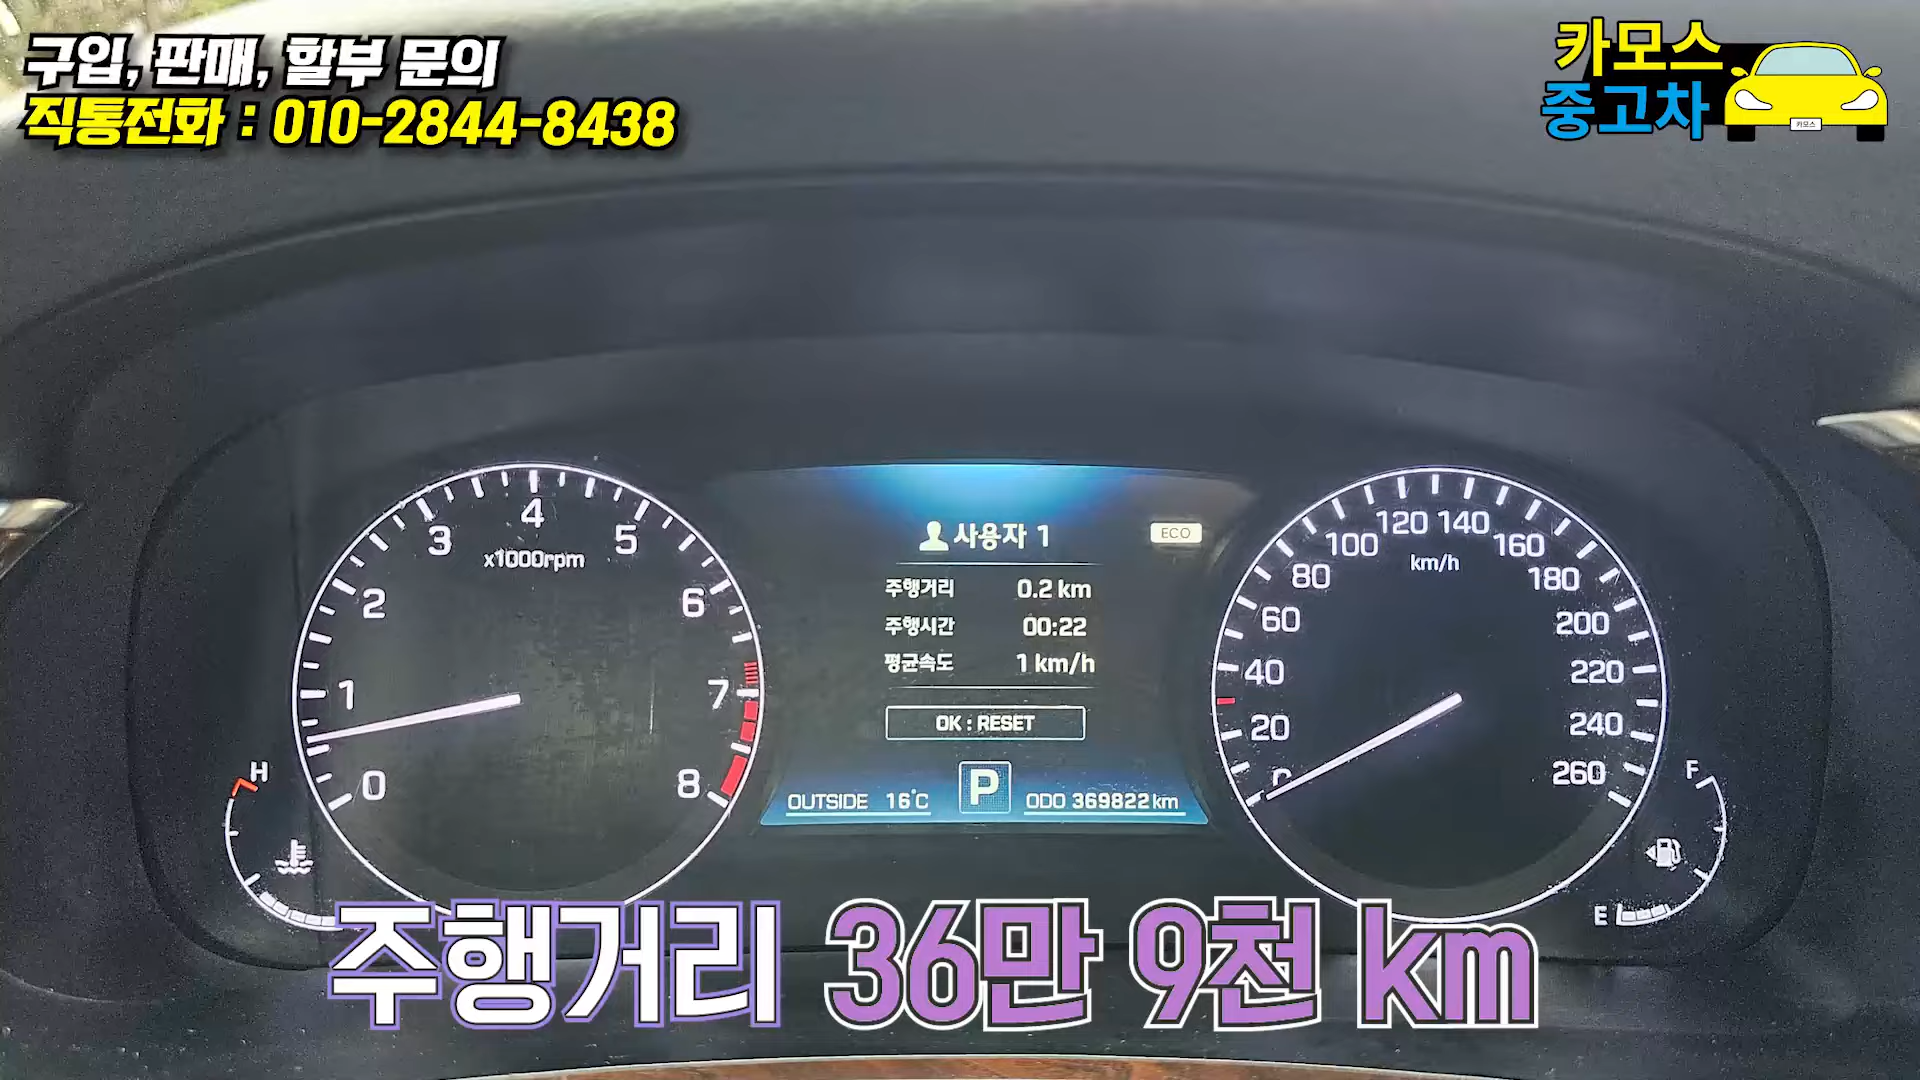 구입, 판매, 할부 문의
직통전화 : 010-2844-8438
카모스
중고차
카모스
0
1
2
3
4
5
6
7
8
x1000rpm
H
사용자 1
ECO
주행거리 0.2 km
주행시간 00:22
평균속도 1 km/h
OK : RESET
OUTSIDE 16°C
P
ODO 369822 km
0
20
40
60
80
100
120
140
160
180
200
220
240
260
km/h
F
E
주행거리 36만 9천 km